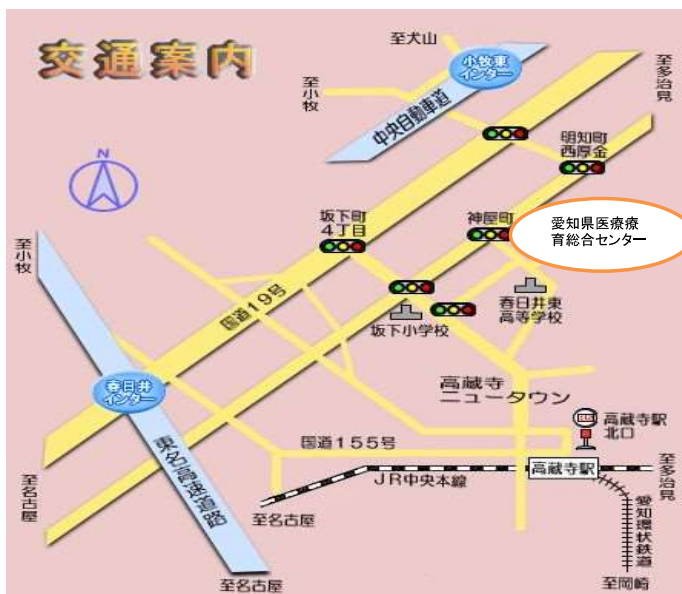 交通案内
至犬山
小牧東
インター
至多治見
至小牧
中央自動車道
明知町
西厚金
N
坂下町
4丁目
神屋町
愛知県医療療
育総合センター
至小牧
国道19号
坂下小学校
春日井東
高等学校
春日井
インター
高蔵寺
ニュータウン
高蔵寺駅
北口
国道155号
至名古屋
東名高速道路
JR中央本線
高蔵寺駅
至多治見
至名古屋
愛知環状鉄道
至名古屋
至岡崎